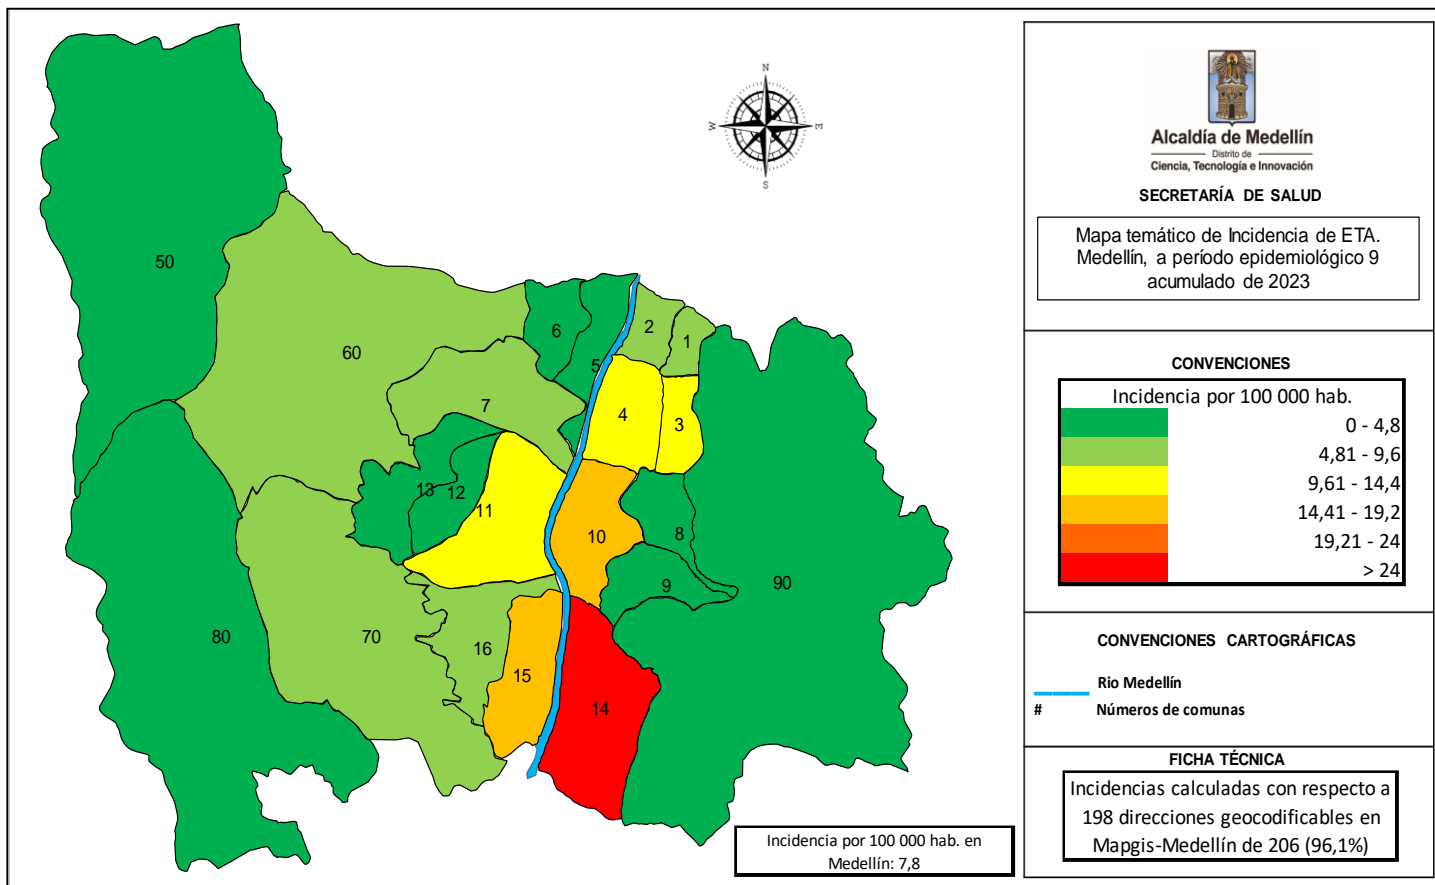 N
W
E
S
50
60
6
5
2
1
7
4
3
13
12
11
10
8
9
90
80
70
16
15
14
Incidencia por 100 000 hab. en
Medellín: 7,8
Alcaldía de Medellín
Distrito de
Ciencia, Tecnología e Innovación
SECRETARÍA DE SALUD
Mapa temático de Incidencia de ETA.
Medellín, a período epidemiológico 9
acumulado de 2023
CONVENCIONES
Incidencia por 100 000 hab.
0 - 4,8
4,81 - 9,6
9,61 - 14,4
14,41 - 19,2
19,21 - 24
> 24
CONVENCIONES CARTOGRÁFICAS
Rio Medellín
# Números de comunas
FICHA TÉCNICA
Incidencias calculadas con respecto a
198 direcciones geocodificables en
Mapgis-Medellín de 206 (96,1%)